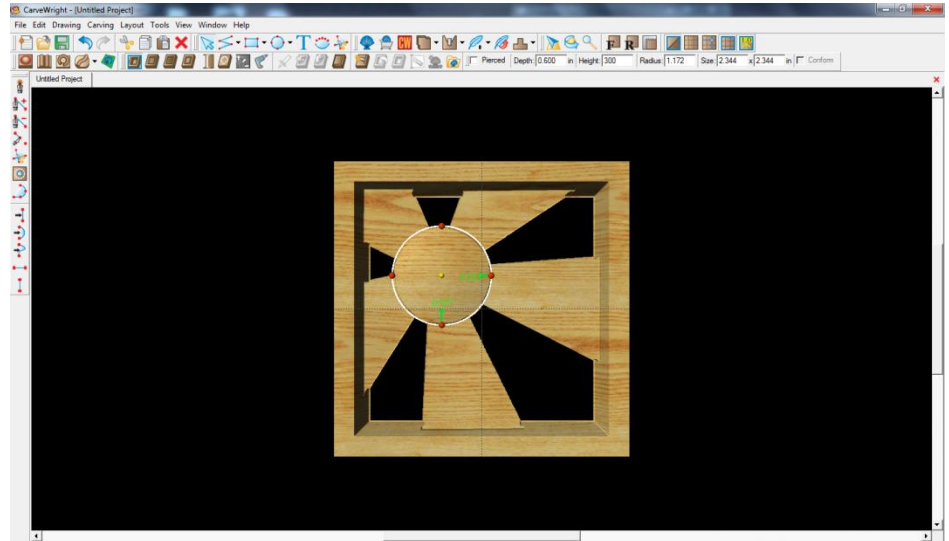 CarveWright - [Untitled Project]
File Edit Drawing Carving Layout Tools View Window Help
T CW F R
Pierced Depth: 0.600 in Height: 300 Radius: 1.172 Size: 2.344 x 2.344 in Conform
Untitled Project